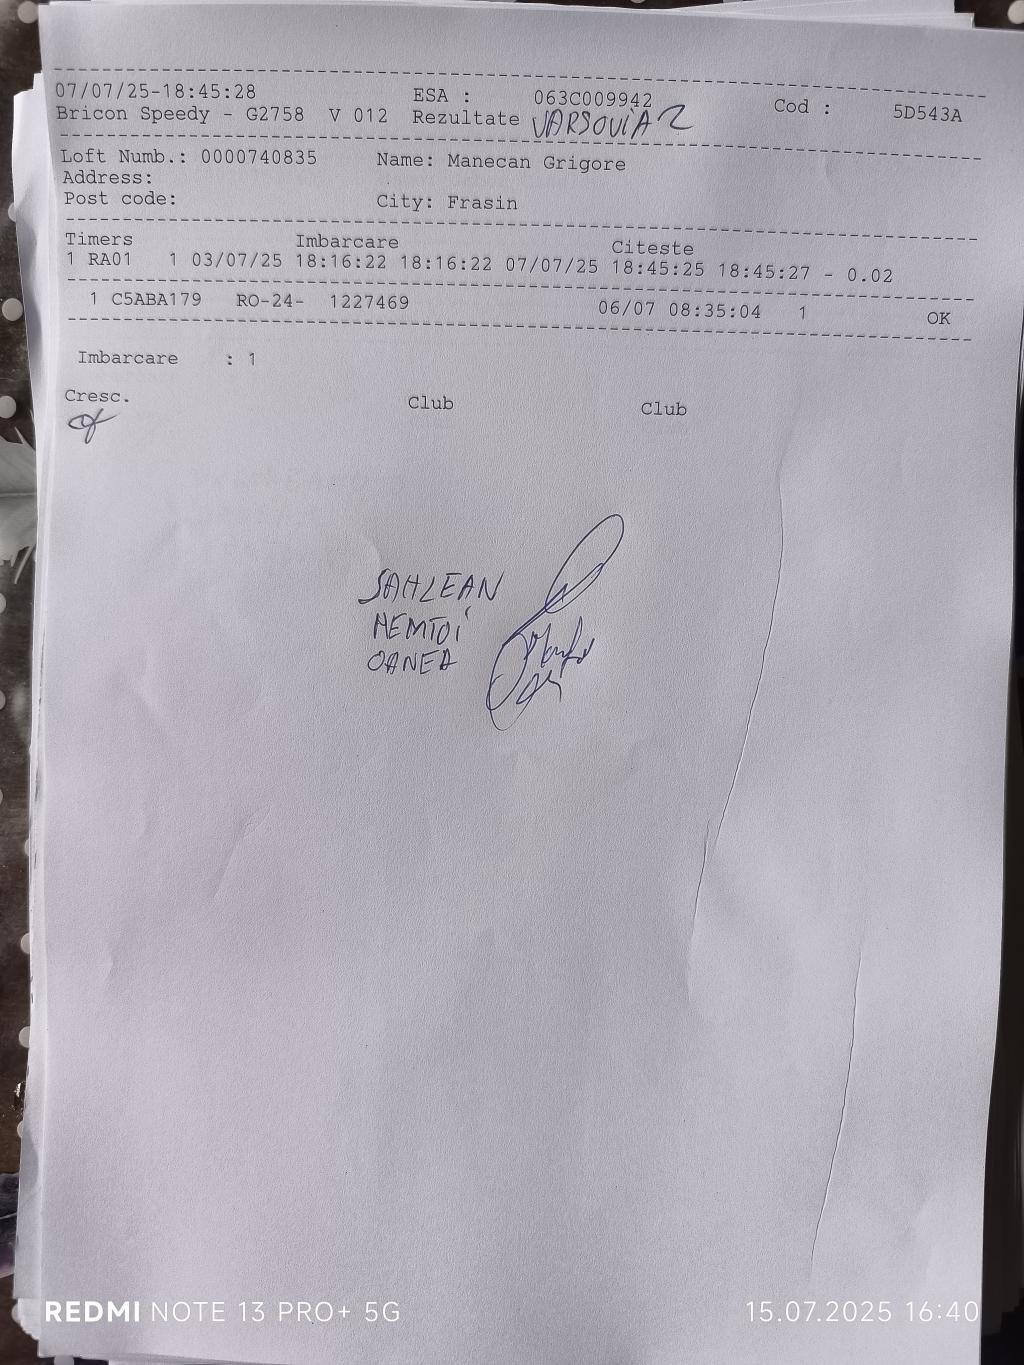 07/07/25-18:45:28 ESA : 063C009942 Cod : 5D543A
Bricon Speedy - G2758 V 012 Rezultate VARSOVIA 2
Loft Numb.: 0000740835 Name: Manecan Grigore
Address:
Post code: City: Frasin
Timers Imbarcare Citeste
1 RA01 1 03/07/25 18:16:22 18:16:22 07/07/25 18:45:25 18:45:27 - 0.02
1 C5ABA179 RO-24- 1227469 06/07 08:35:04 1 OK
Imbarcare : 1
Cresc. Club Club
SAHLEAN
NEMTOI
OANEA
REDMI NOTE 13 PRO+ 5G 15.07.2025 16:40